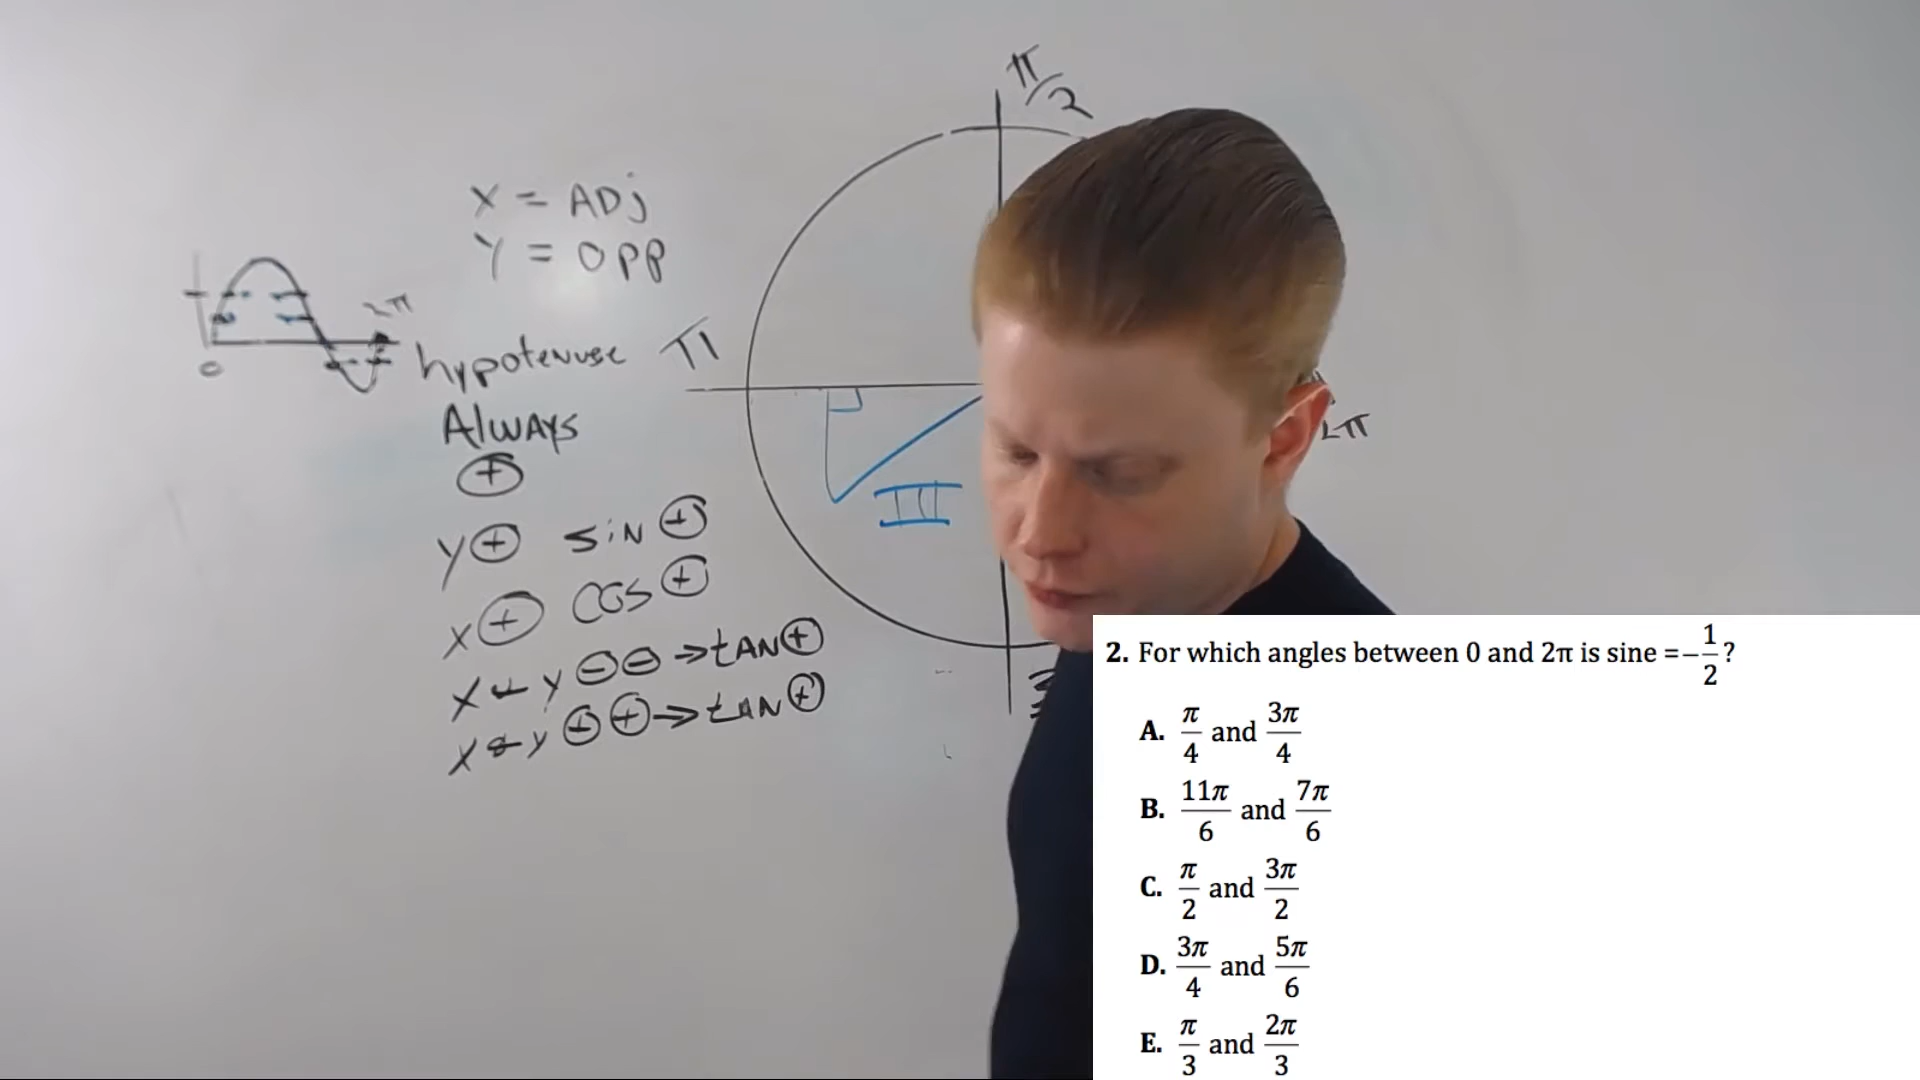 π/2
X = ADj
Y = OPP
2π
0
hypotenuse
π
Always
⊕
2π
III
y⊕ sin⊕
x⊕ COS⊕
x & y ⊖⊖→tAN⊕
x & y ⊕⊕→tAN⊕
2. For which angles between 0 and 2π is sine =−1/2?
A. π/4 and 3π/4
B. 11π/6 and 7π/6
C. π/2 and 3π/2
D. 3π/4 and 5π/6
E. π/3 and 2π/3